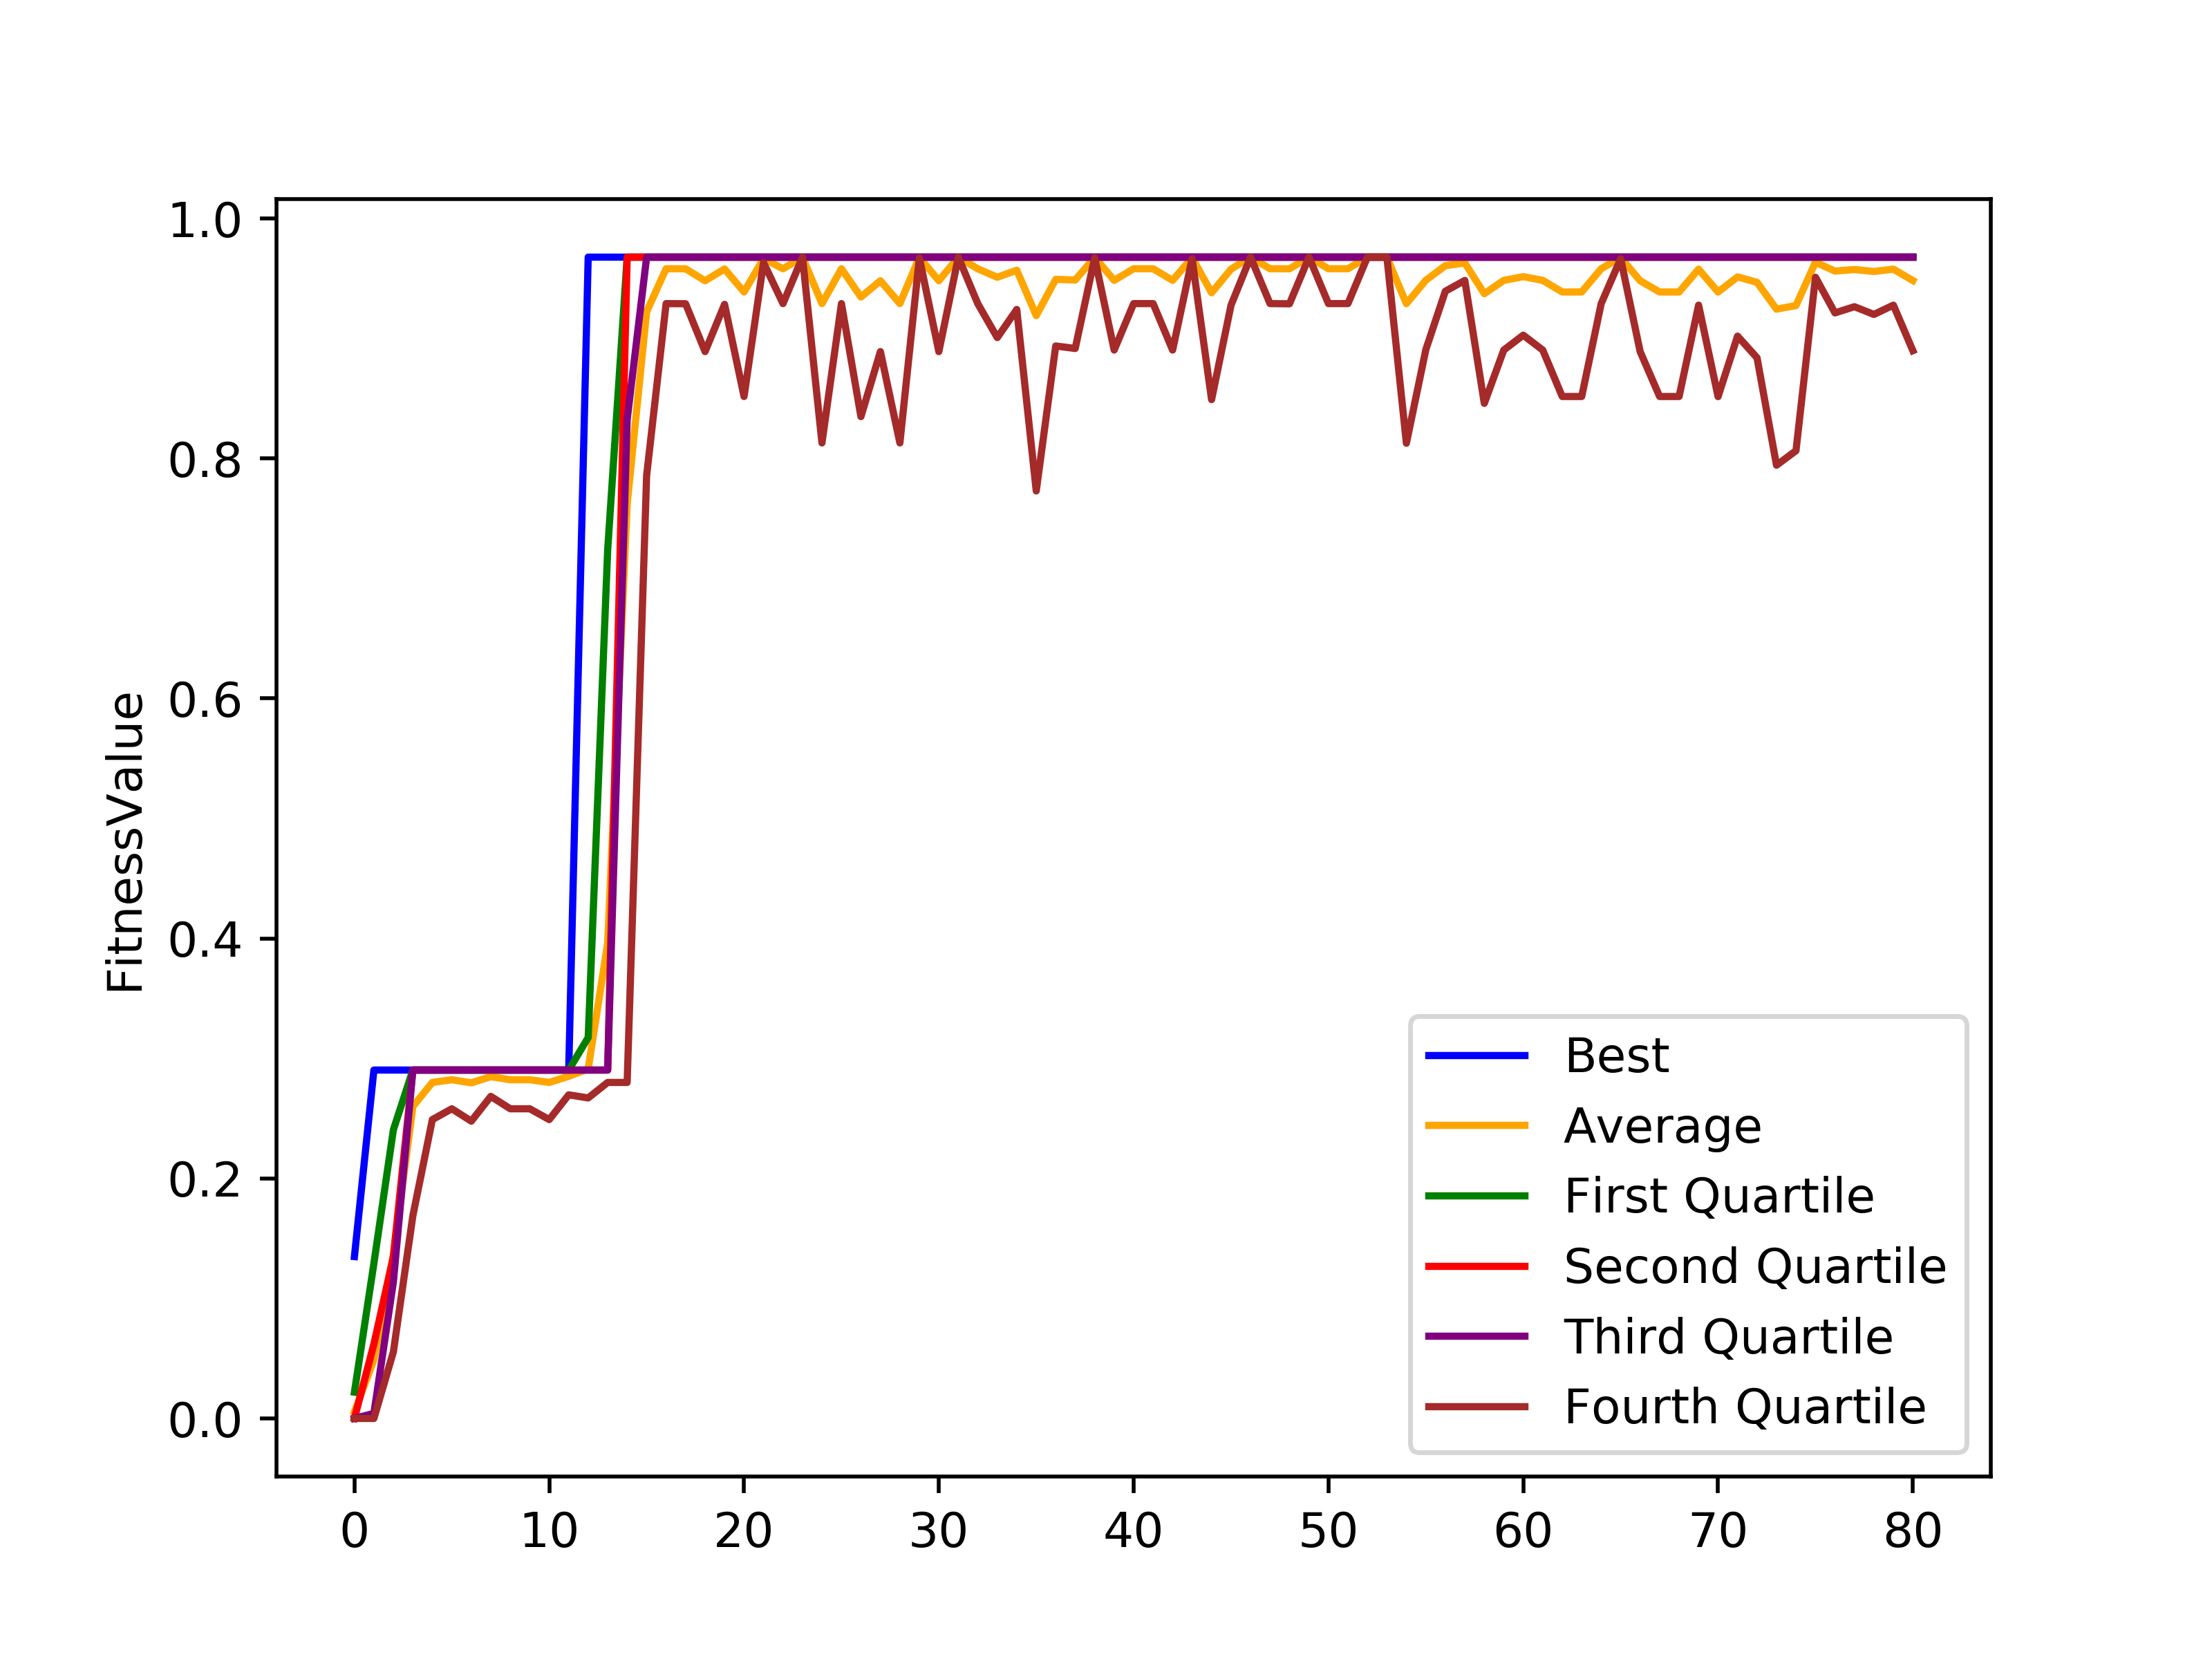 1.0
0.8
0.6
0.4
0.2
0.0
FitnessValue
0 10 20 30 40 50 60 70 80
Best
Average
First Quartile
Second Quartile
Third Quartile
Fourth Quartile